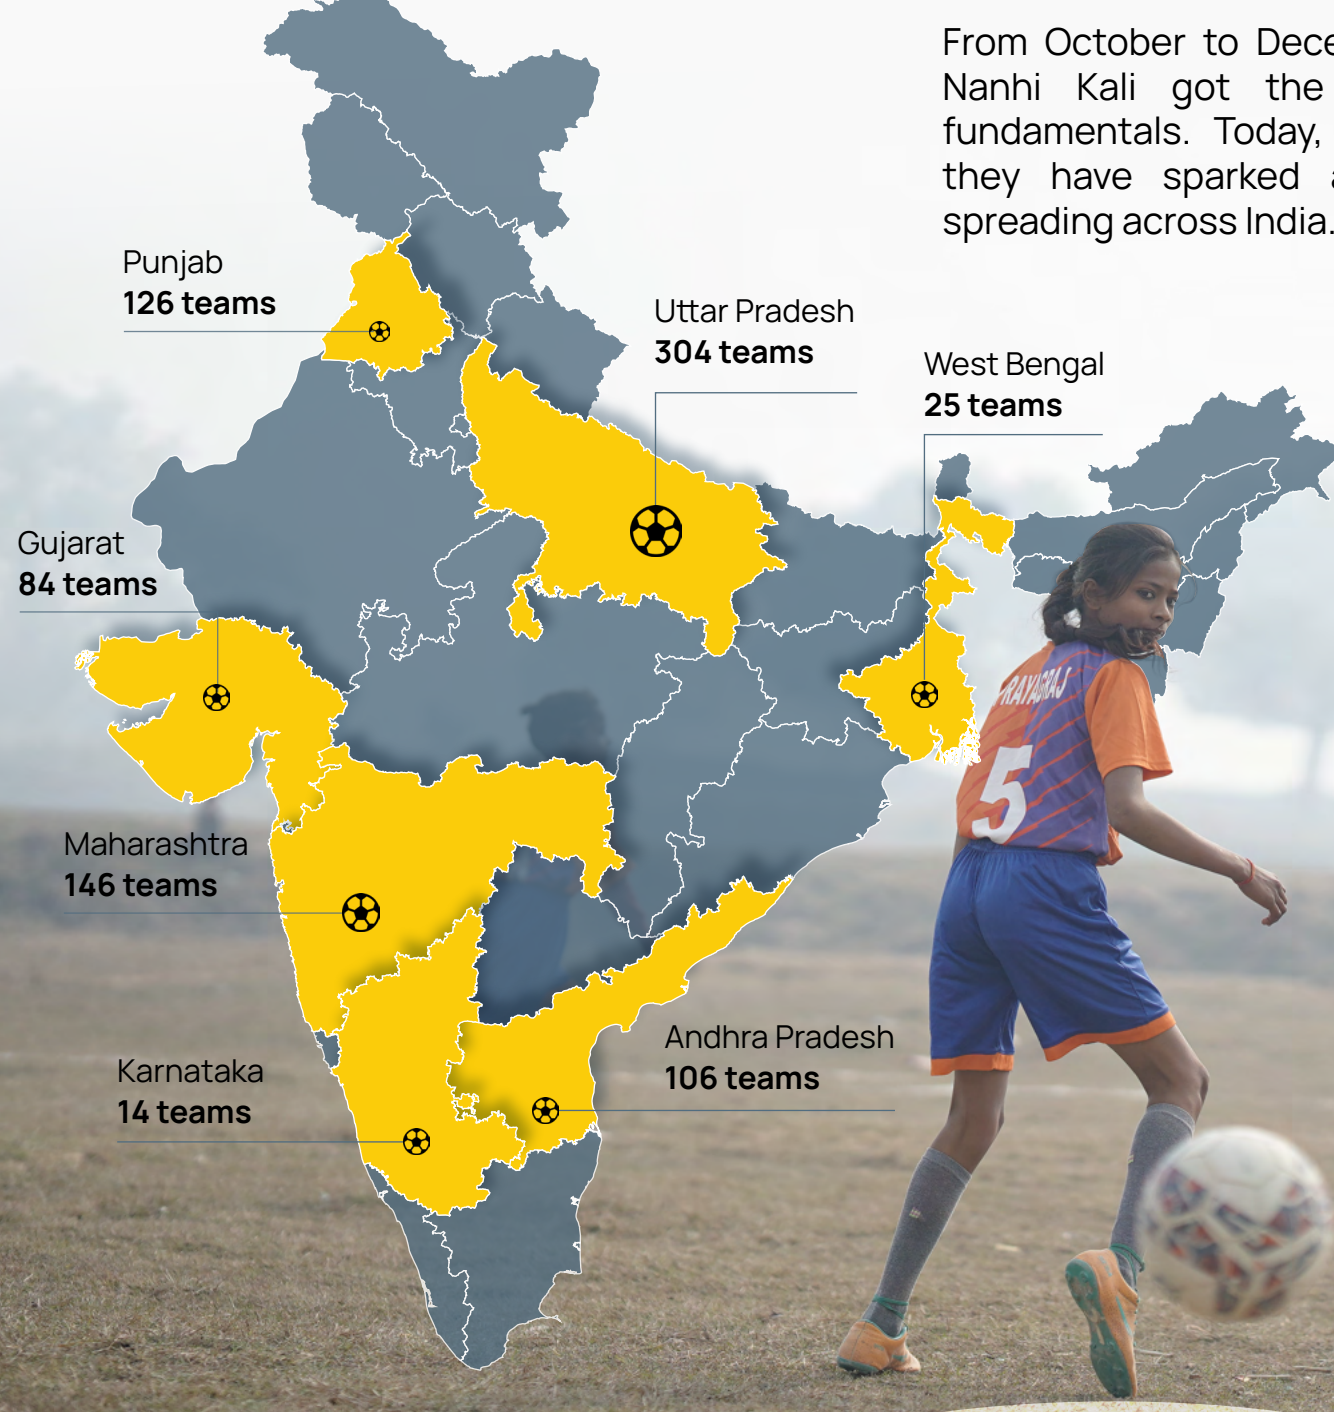 From October to
Nanhi Kali got the
fundamentals. Today,
they have sparked
spreading across India.
Punjab
126 teams
Uttar Pradesh
304 teams
West Bengal
25 teams
Gujarat
84 teams
Maharashtra
146 teams
Karnataka
14 teams
Andhra Pradesh
106 teams
5